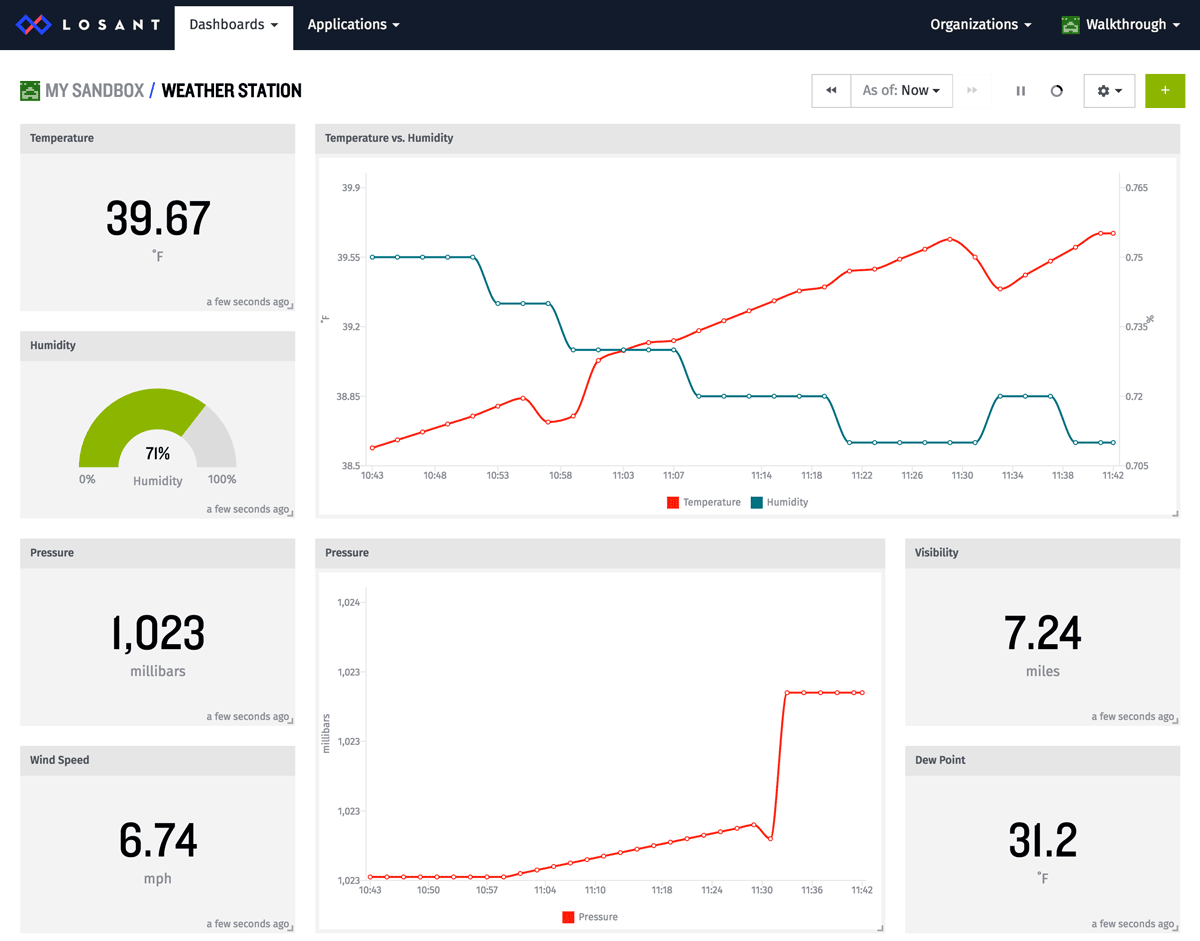 LOSANT Dashboards Applications Organizations Walkthrough
MY SANDBOX / WEATHER STATION
As of: Now
+
Temperature
39.67
°F
a few seconds ago
Temperature vs. Humidity
39.9
39.55
39.2
38.85
38.5
°F
0.765
0.75
0.735
0.72
0.705
%
10:43 10:48 10:53 10:58 11:03 11:07 11:14 11:18 11:22 11:26 11:30 11:34 11:38 11:42
Temperature Humidity
Humidity
71%
0% Humidity 100%
a few seconds ago
Pressure
1,023
millibars
a few seconds ago
Pressure
1,024
1,023
1,023
1,023
1,023
millibars
10:43 10:50 10:57 11:04 11:10 11:18 11:24 11:30 11:36 11:42
Pressure
Visibility
7.24
miles
a few seconds ago
Wind Speed
6.74
mph
a few seconds ago
Dew Point
31.2
°F
a few seconds ago